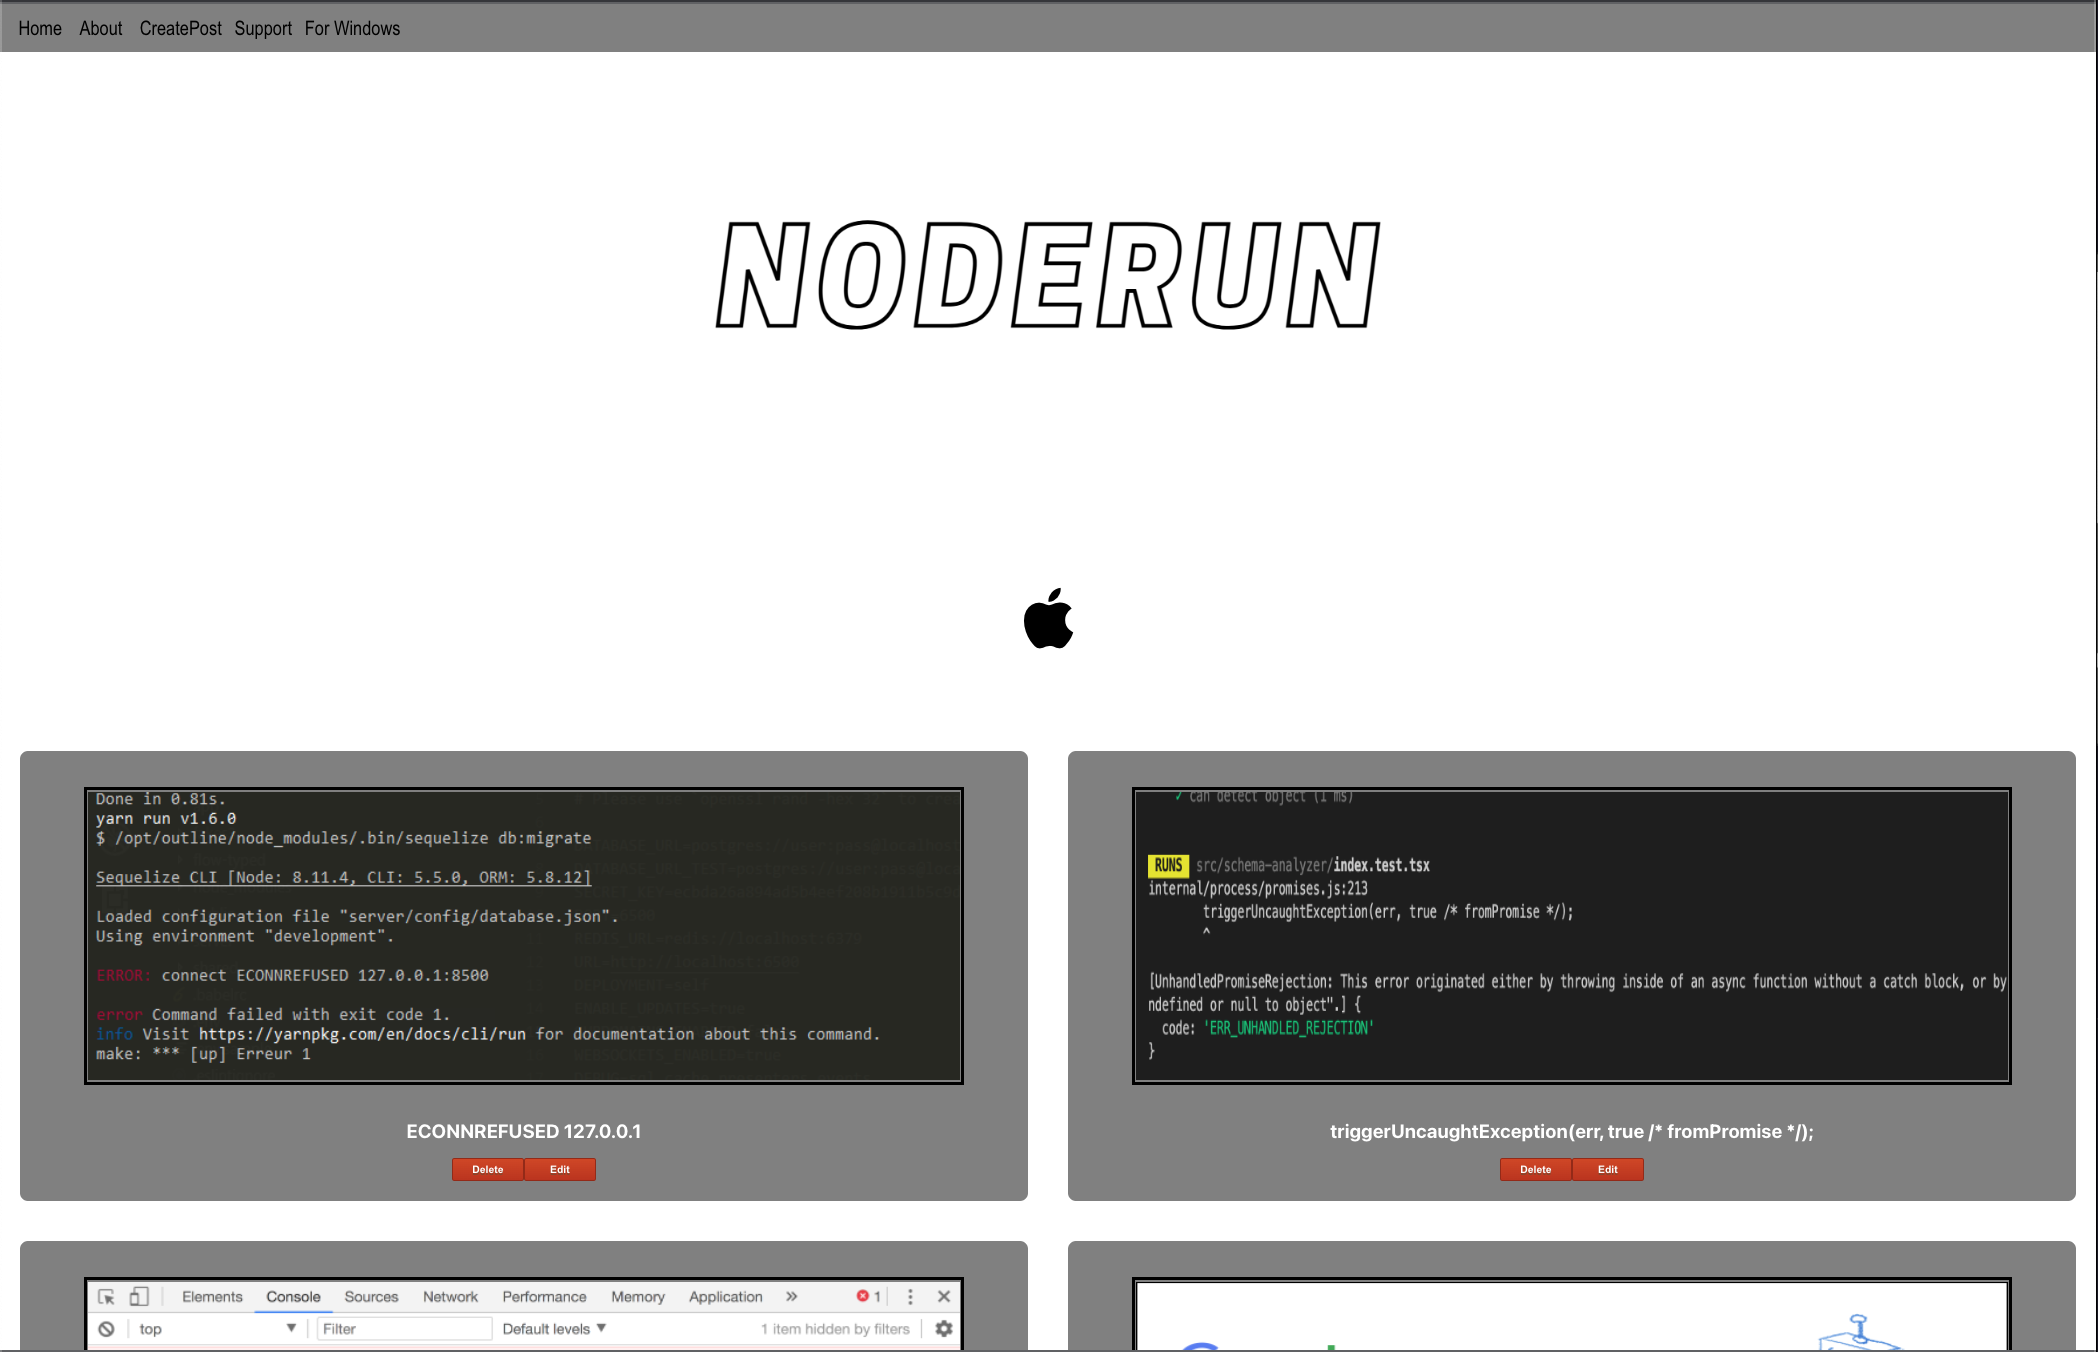 Home About CreatePost Support For Windows
NODERUN
Done in 0.81s.
yarn run v1.6.0
$ /opt/outline/node_modules/.bin/sequelize db:migrate
Sequelize CLI [Node: 8.11.4, CLI: 5.5.0, ORM: 5.8.12]
Loaded configuration file "server/config/database.json".
Using environment "development".
ERROR: connect ECONNREFUSED 127.0.0.1:8500
error Command failed with exit code 1.
info Visit https://yarnpkg.com/en/docs/cli/run for documentation about this command.
make: *** [up] Erreur 1
ECONNREFUSED 127.0.0.1
Delete Edit
✓ can detect object (1 ms)
RUNS src/schema-analyzer/index.test.tsx
internal/process/promises.js:213
triggerUncaughtException(err, true /* fromPromise */);
^
[UnhandledPromiseRejection: This error originated either by throwing inside of an async function without a catch block, or by
ndefined or null to object".] {
code: 'ERR_UNHANDLED_REJECTION'
}
triggerUncaughtException(err, true /* fromPromise */);
Delete Edit
Elements Console Sources Network Performance Memory Application » 1
top Filter Default levels 1 item hidden by filters